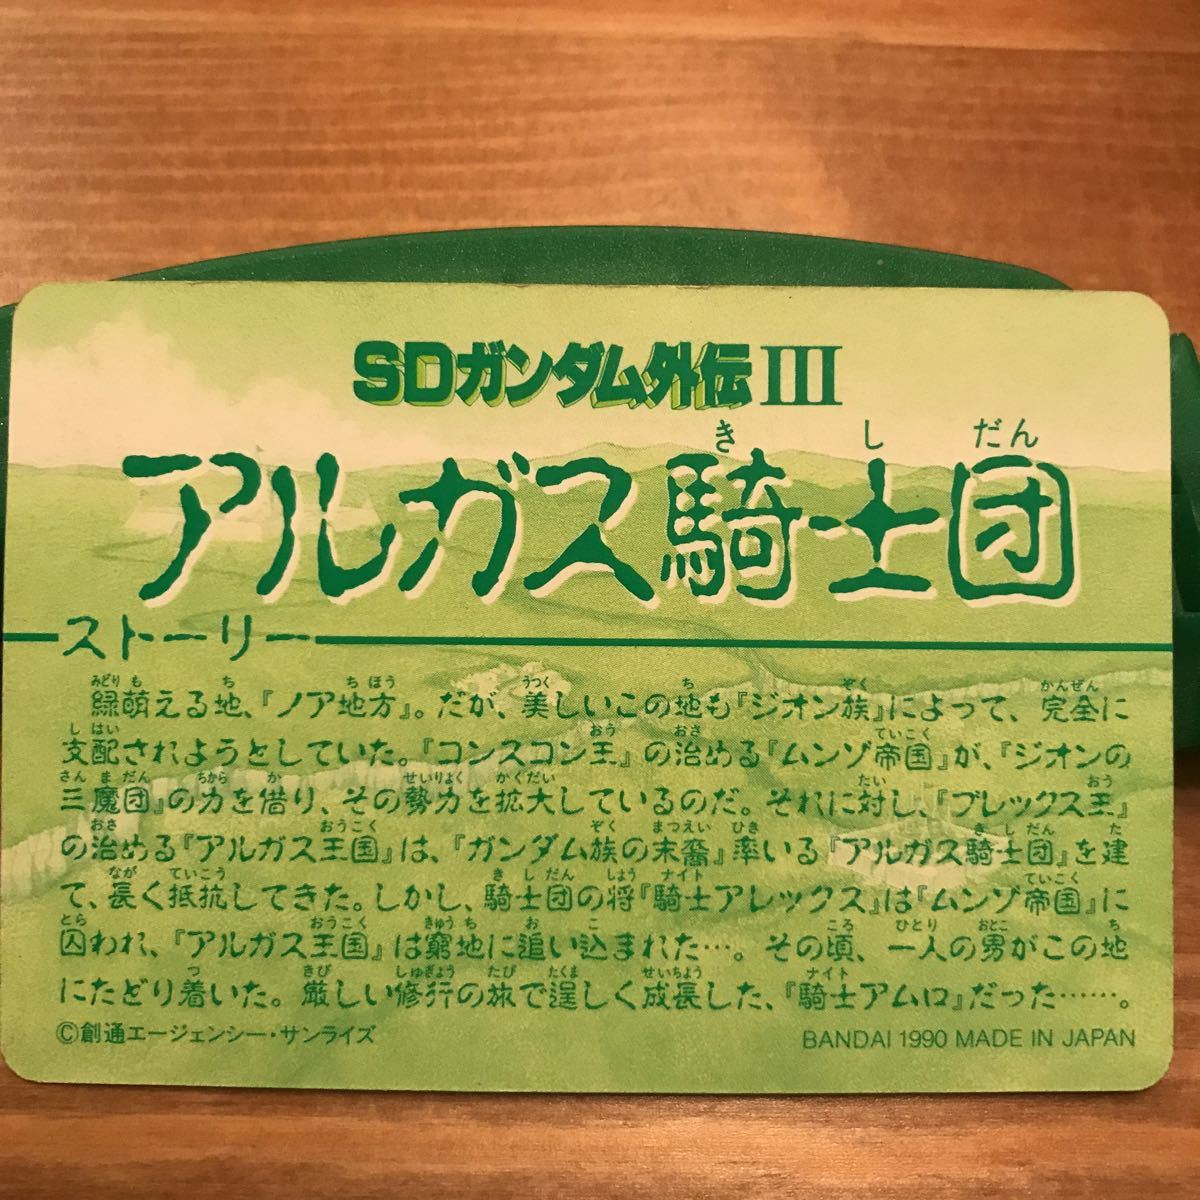 SDガンダム外伝III
アルガス騎士団
きしだん
ストーリー
緑萌える地、『ノア地方』。だが、美しいこの地も『ジオン族』によって、完全に
支配されようとしていた。『コンスコン王』の治める『ムンゾ帝国』が、『ジオンの
三魔団』の力を借り、その勢力を拡大しているのだ。それに対し、『ブレックス王』
の治める『アルガス王国』は、『ガンダム族の末裔』率いる『アルガス騎士団』を建
て、長く抵抗してきた。しかし、騎士団の将『騎士アレックス』は『ムンゾ帝国』に
囚われ、『アルガス王国』は窮地に追い込まれた…。その頃、一人の男がこの地
にたどり着いた。厳しい修行の旅で逞しく成長した、『騎士アムロ』だった……。
©創通エージェンシー・サンライズ
BANDAI 1990 MADE IN JAPAN